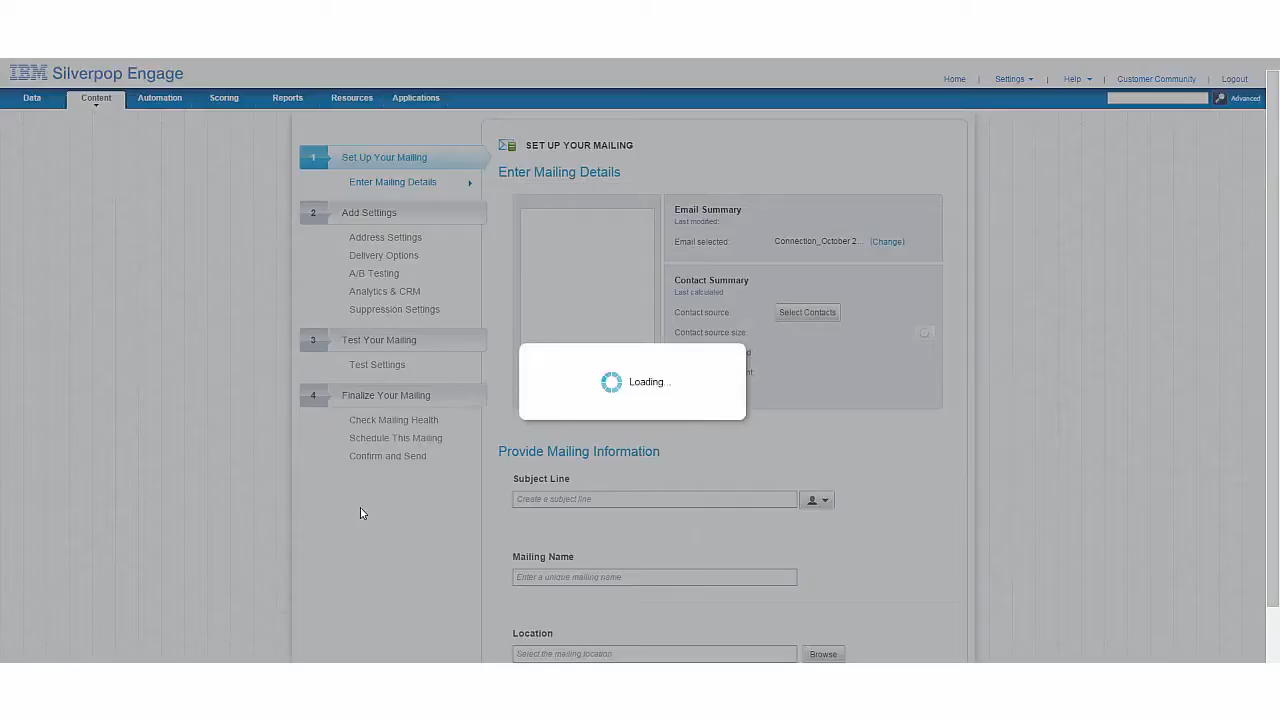 IBM Silverpop Engage
Home | Settings | Help | Customer Community | Logout
Data Content Automation Scoring Reports Resources Applications Advanced
1 Set Up Your Mailing
Enter Mailing Details
2 Add Settings
Address Settings
Delivery Options
A/B Testing
Analytics & CRM
Suppression Settings
3 Test Your Mailing
Test Settings
4 Finalize Your Mailing
Check Mailing Health
Schedule This Mailing
Confirm and Send
SET UP YOUR MAILING
Enter Mailing Details
Email Summary
Last modified:
Email selected: Connection_October 2... (Change)
Contact Summary
Last calculated
Contact source: Select Contacts
Contact source size:
Loading...
Provide Mailing Information
Subject Line
Create a subject line
Mailing Name
Enter a unique mailing name
Location
Select the mailing location Browse